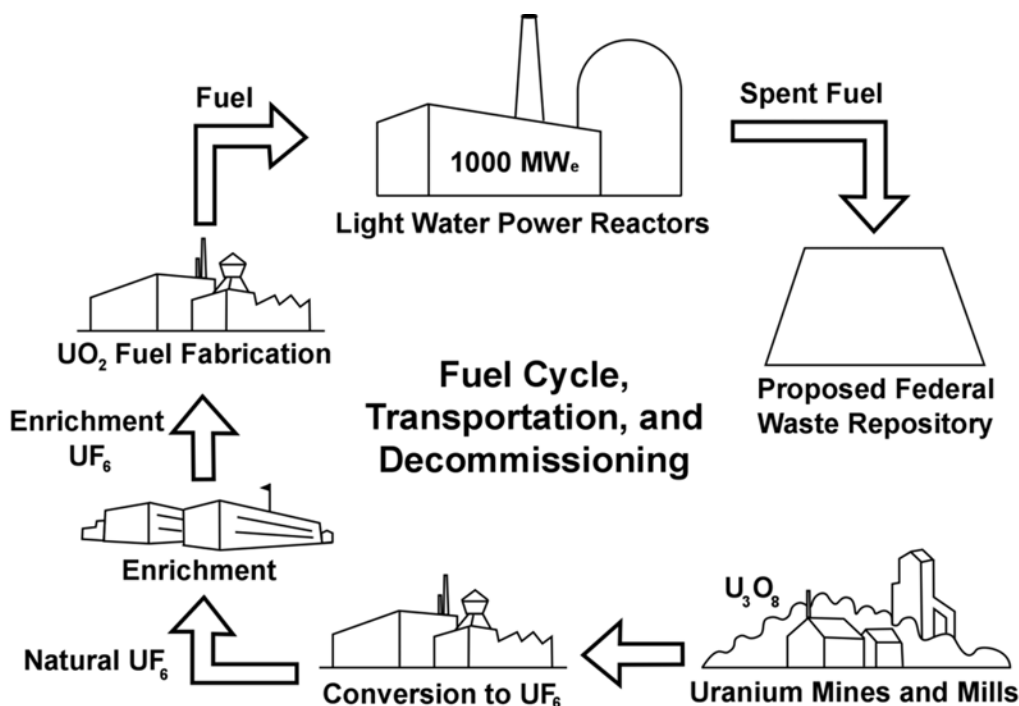 Fuel
Spent Fuel
1000 MWₑ
Light Water Power Reactors
UO₂ Fuel Fabrication
Fuel Cycle,
Transportation, and
Decommissioning
Proposed Federal
Waste Repository
Enrichment
UF₆
Enrichment
U₃O₈
Natural UF₆
Conversion to UF₆
Uranium Mines and Mills